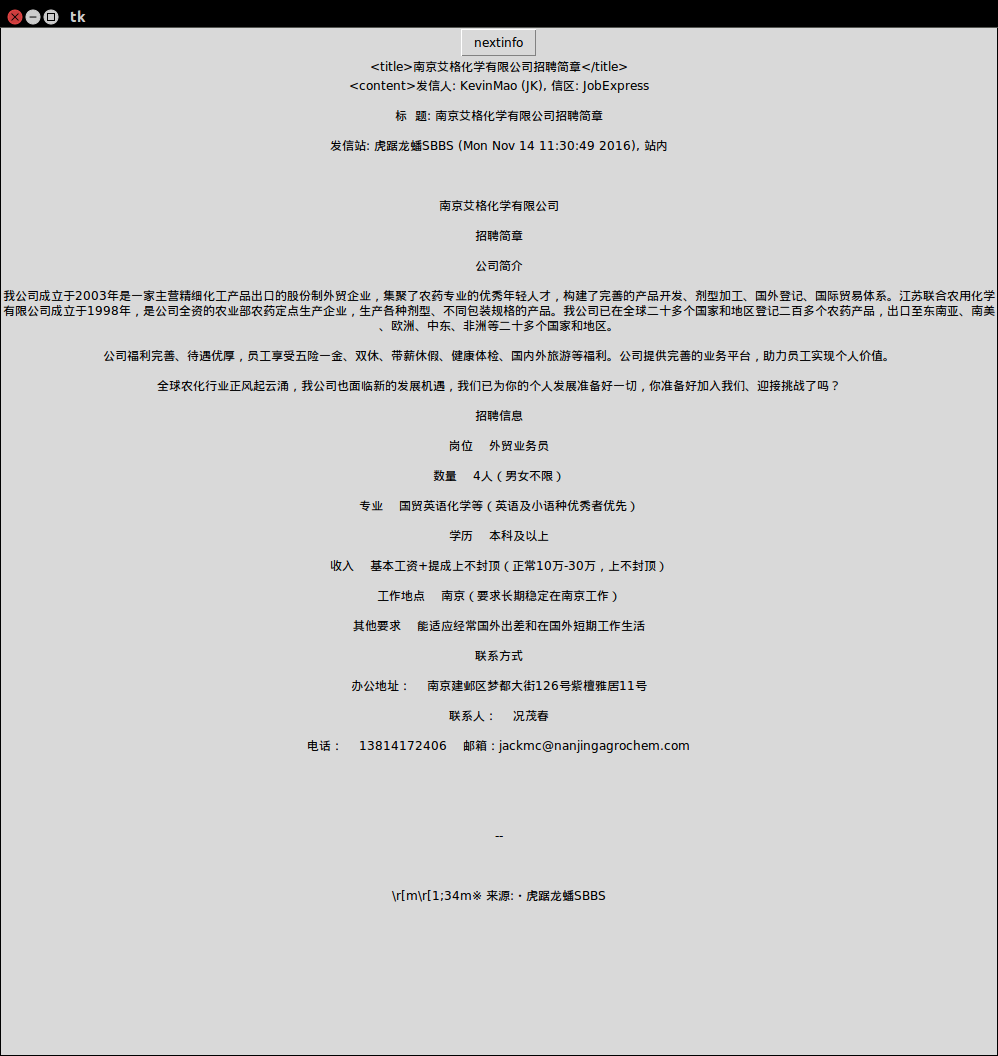 tk
nextinfo
<title>南京艾格化学有限公司招聘简章</title>
<content>发信人: KevinMao (JK), 信区: JobExpress
标 题: 南京艾格化学有限公司招聘简章
发信站: 虎踞龙蟠SBBS (Mon Nov 14 11:30:49 2016), 站内
南京艾格化学有限公司
招聘简章
公司简介
我公司成立于2003年是一家主营精细化工产品出口的股份制外贸企业，集聚了农药专业的优秀年轻人才，构建了完善的产品开发、剂型加工、国外登记、国际贸易体系。江苏联合农用化学
有限公司成立于1998年，是公司全资的农业部农药定点生产企业，生产各种剂型、不同包装规格的产品。我公司已在全球二十多个国家和地区登记二百多个农药产品，出口至东南亚、南美
、欧洲、中东、非洲等二十多个国家和地区。
公司福利完善、待遇优厚，员工享受五险一金、双休、带薪休假、健康体检、国内外旅游等福利。公司提供完善的业务平台，助力员工实现个人价值。
全球农化行业正风起云涌，我公司也面临新的发展机遇，我们已为你的个人发展准备好一切，你准备好加入我们、迎接挑战了吗？
招聘信息
岗位 外贸业务员
数量 4人（男女不限）
专业 国贸英语化学等（英语及小语种优秀者优先）
学历 本科及以上
收入 基本工资+提成上不封顶（正常10万-30万，上不封顶）
工作地点 南京（要求长期稳定在南京工作）
其他要求 能适应经常国外出差和在国外短期工作生活
联系方式
办公地址： 南京建邺区梦都大街126号紫檀雅居11号
联系人： 况茂春
电话： 13814172406 邮箱：jackmc@nanjingagrochem.com
--
\r[m\r[1;34m※ 来源:・虎踞龙蟠SBBS